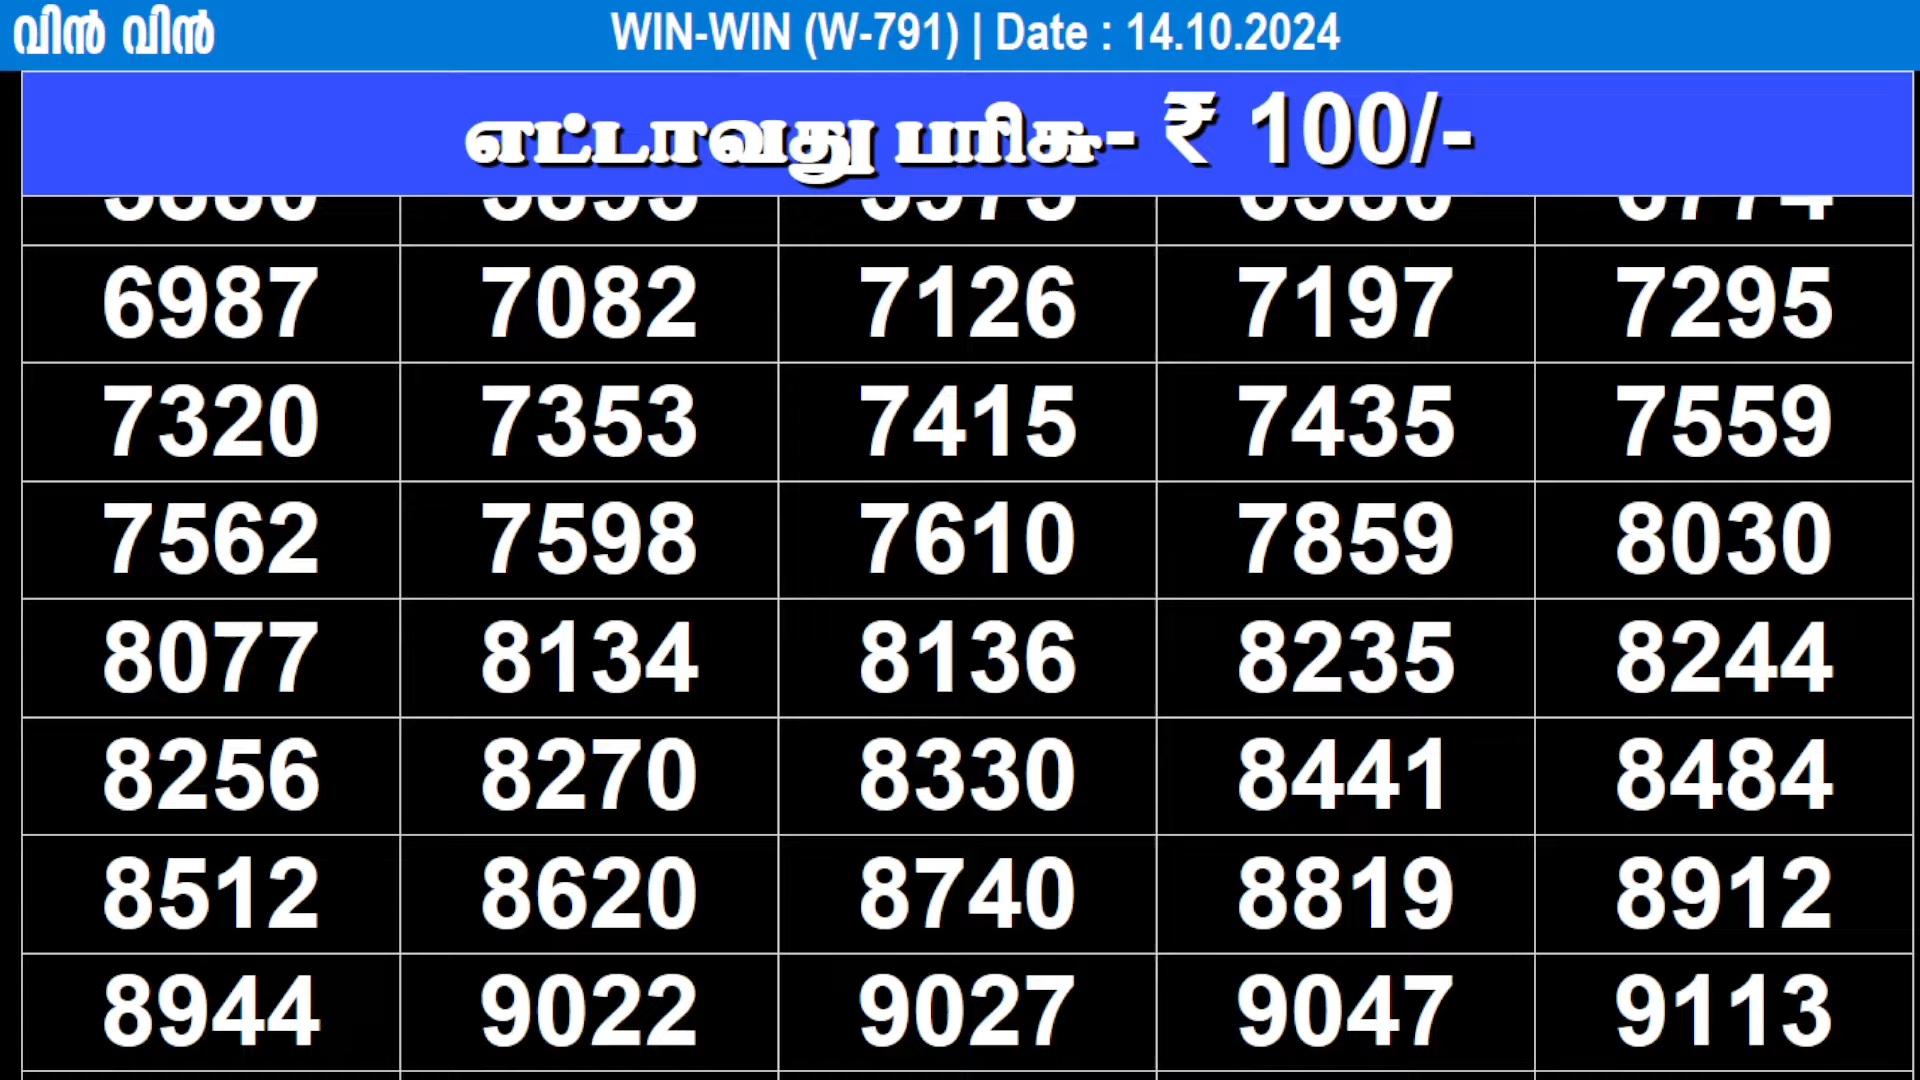 വിൻ വിൻ WIN-WIN (W-791) | Date : 14.10.2024
எட்டாவது பரிசு- ₹ 100/-
6987 7082 7126 7197 7295
7320 7353 7415 7435 7559
7562 7598 7610 7859 8030
8077 8134 8136 8235 8244
8256 8270 8330 8441 8484
8512 8620 8740 8819 8912
8944 9022 9027 9047 9113